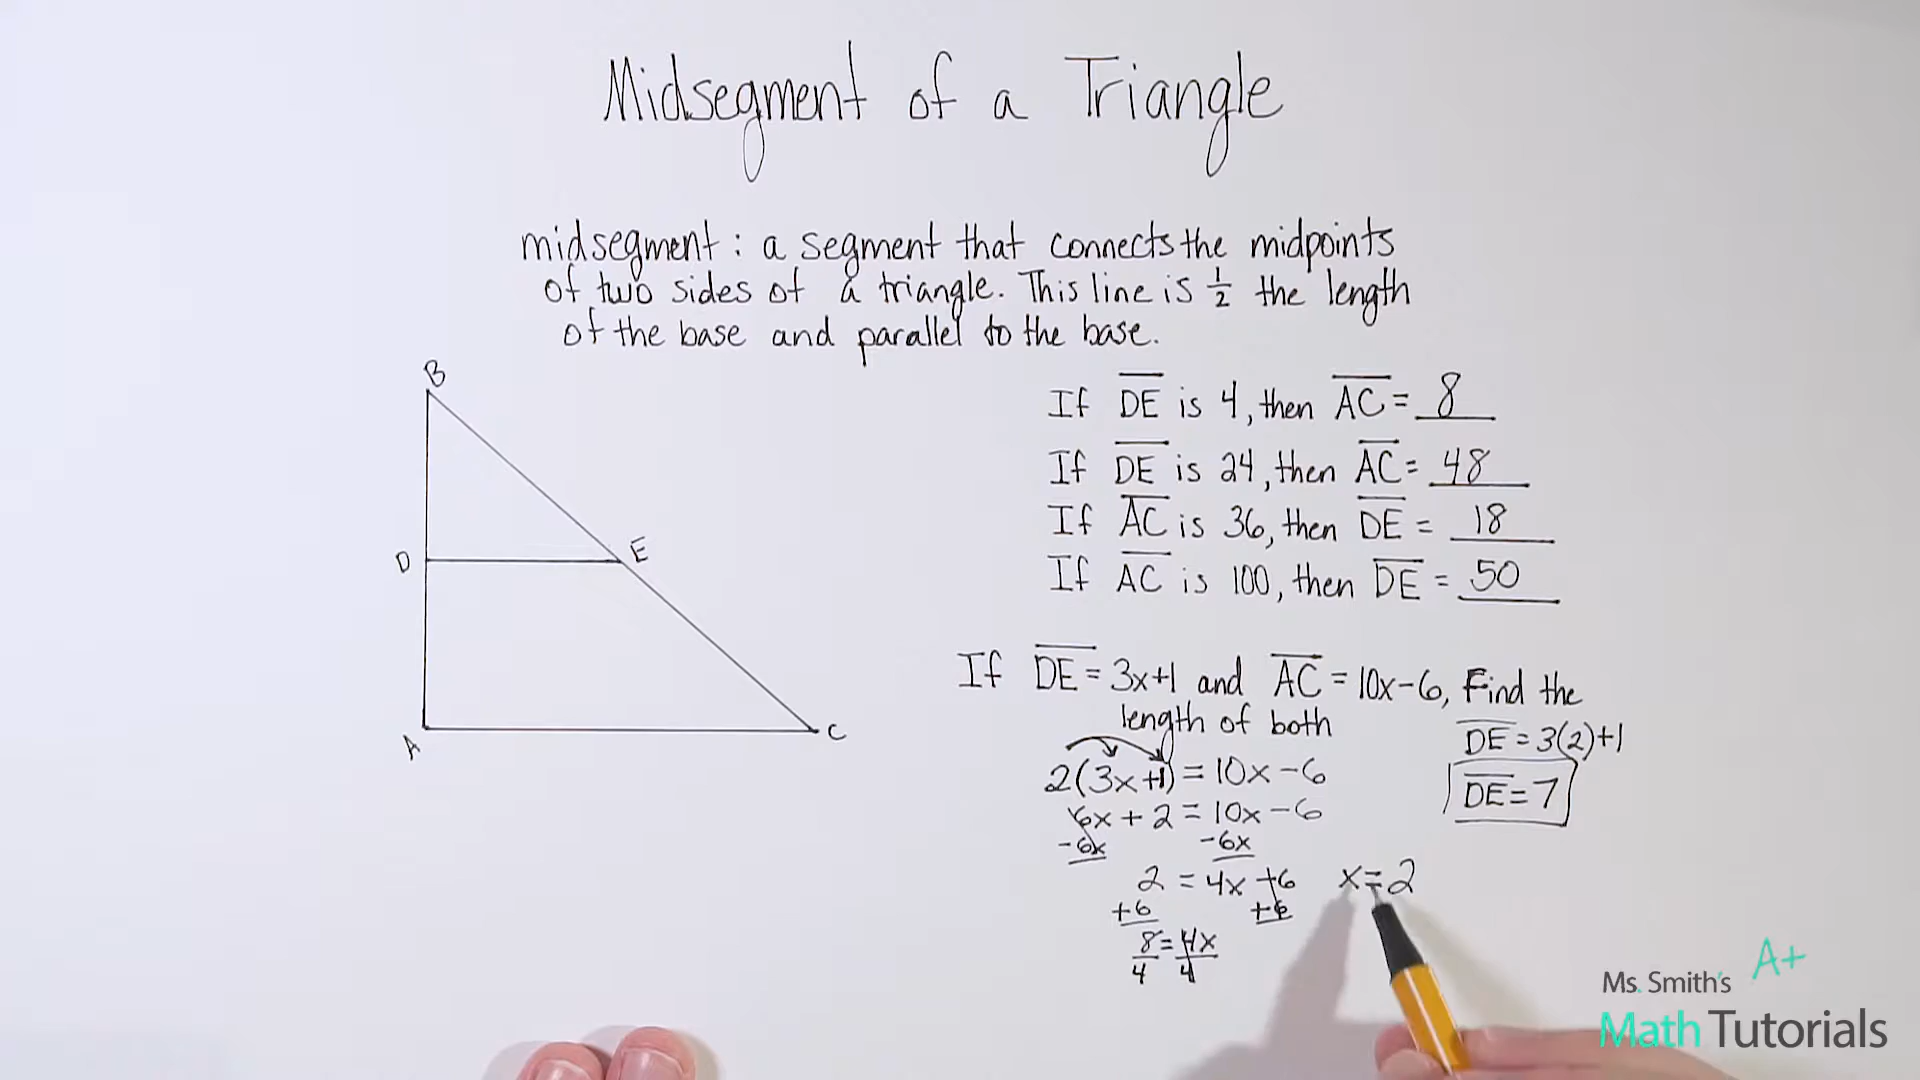 Midsegment of a Triangle
midsegment: a segment that connects the midpoints
of two sides of a triangle. This line is 1/2 the length
of the base and parallel to the base.
B
D
E
A
C
If DE is 4, then AC = 8
If DE is 24, then AC = 48
If AC is 36, then DE = 18
If AC is 100, then DE = 50
If DE = 3x+1 and AC = 10x-6, Find the
length of both
2(3x+1) = 10x-6
6x+2 = 10x-6
-6x -6x
2 = 4x-6
+6 +6
8 = 4x
4 4
x=2
DE = 3(2)+1
DE = 7
Ms. Smith's A+
Math Tutorials